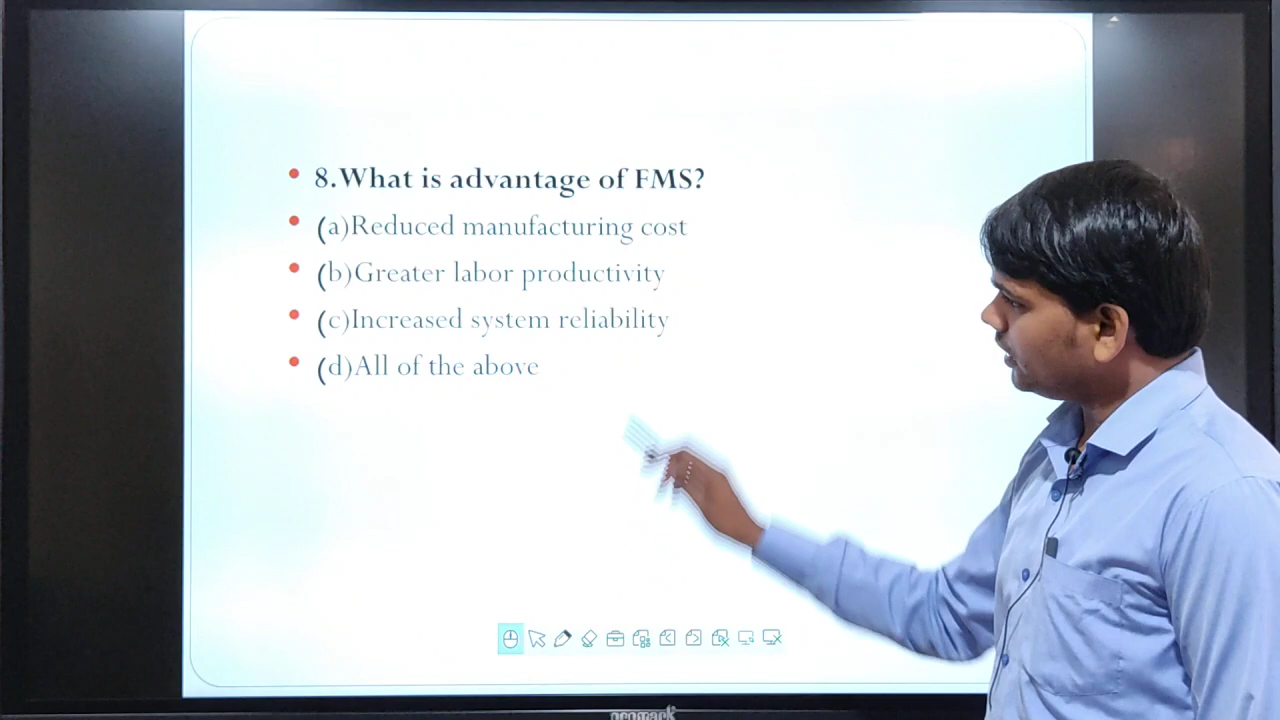 8.What is advantage of FMS?
(a)Reduced manufacturing cost
(b)Greater labor productivity
(c)Increased system reliability
(d)All of the above